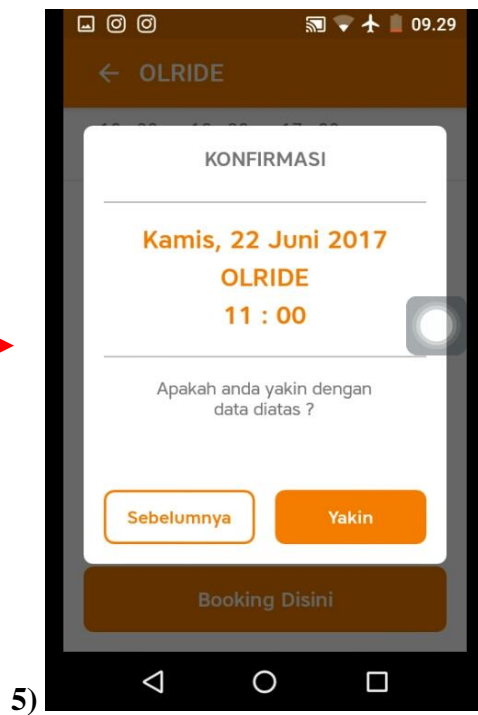 09.29
← OLRIDE
KONFIRMASI
Kamis, 22 Juni 2017
OLRIDE
11 : 00
Apakah anda yakin dengan
data diatas ?
Sebelumnya Yakin
Booking Disini
5)